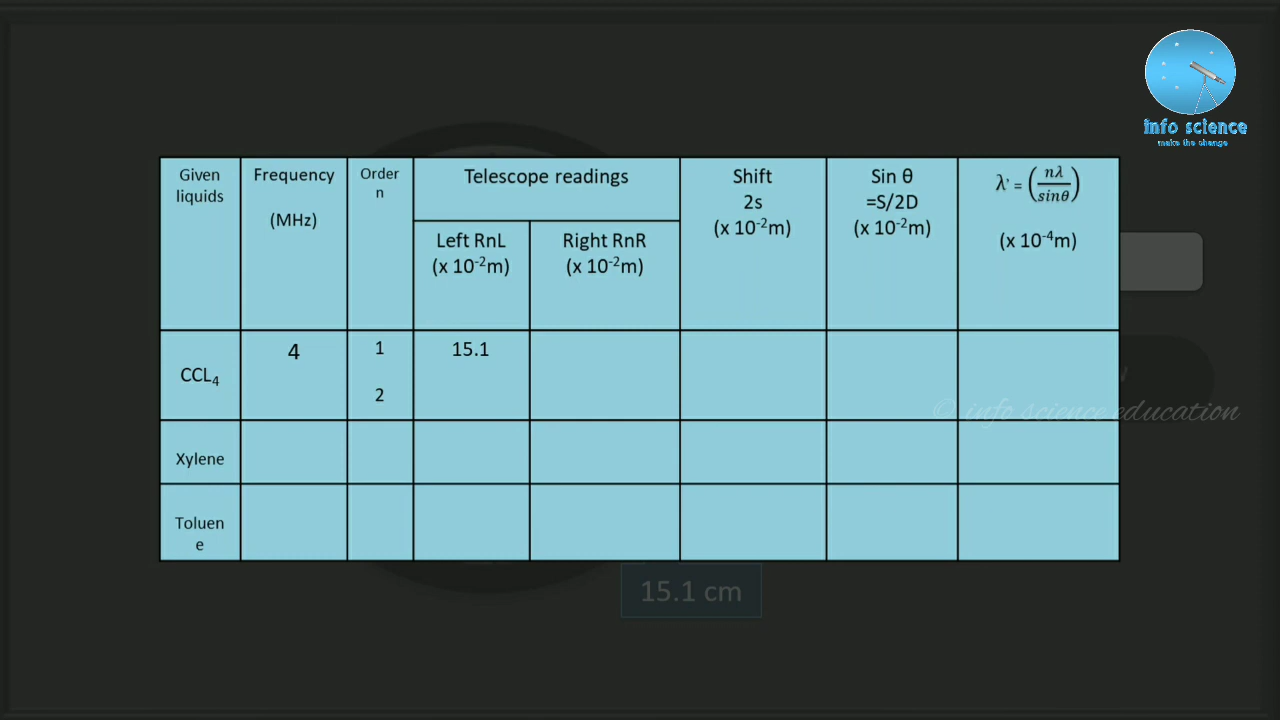 info science
make the change
Given
liquids
Frequency
(MHz)
Order
n
Telescope readings
Left RnL
(x 10⁻²m)
Right RnR
(x 10⁻²m)
Shift
2s
(x 10⁻²m)
Sin θ
=S/2D
(x 10⁻²m)
λ' = (nλ/sinθ)
(x 10⁻⁴m)
CCL₄
4
1
2
15.1
© info science education
Xylene
Toluen
e
15.1 cm